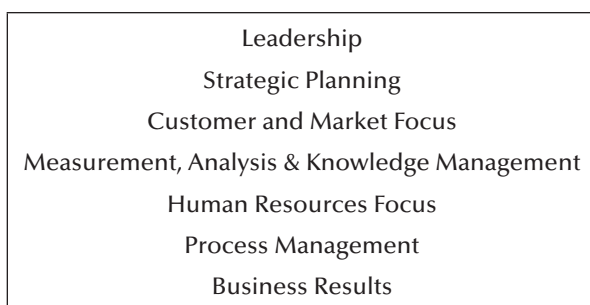 Leadership
Strategic Planning
Customer and Market Focus
Measurement, Analysis & Knowledge Management
Human Resources Focus
Process Management
Business Results